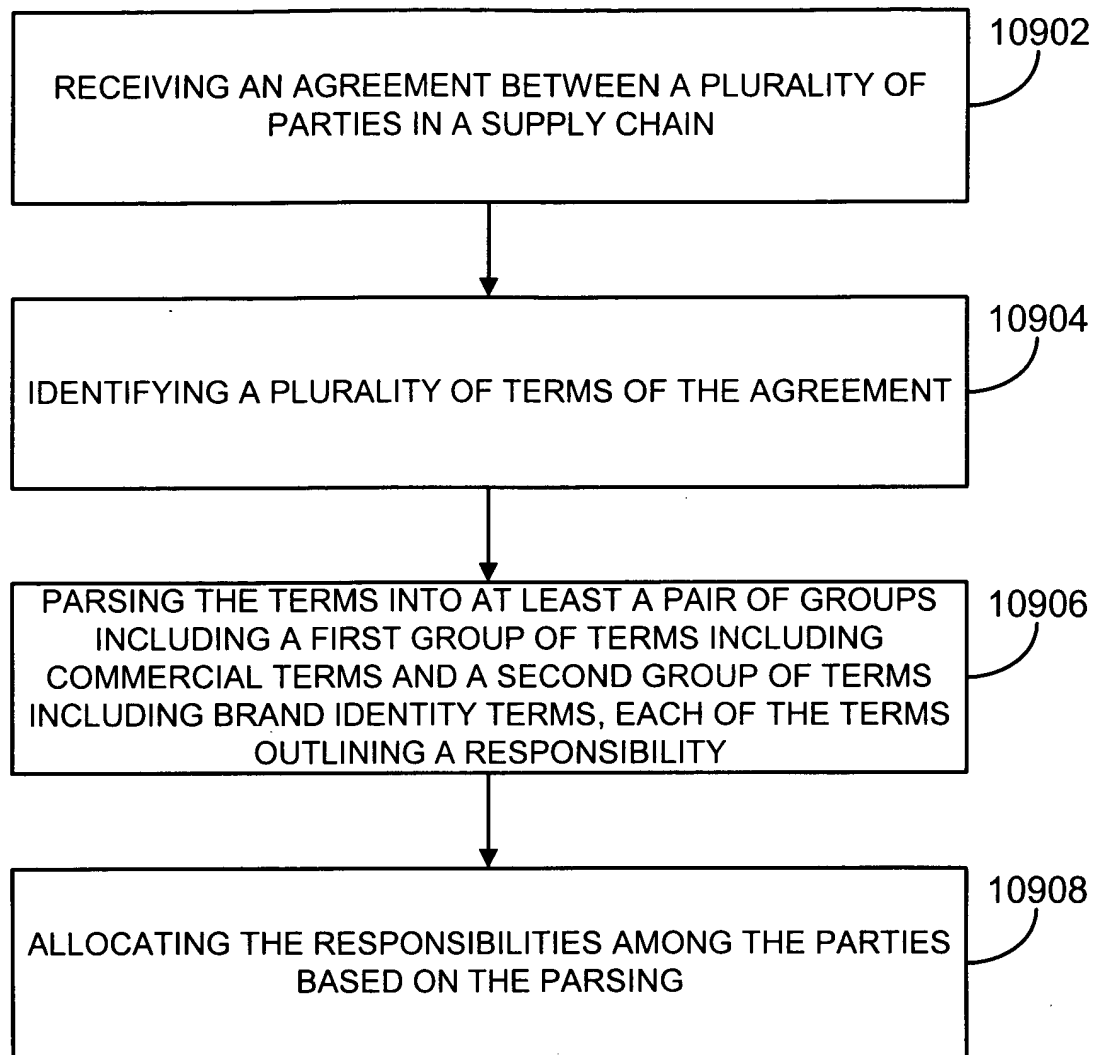 10902
RECEIVING AN AGREEMENT BETWEEN A PLURALITY OF
PARTIES IN A SUPPLY CHAIN
10904
IDENTIFYING A PLURALITY OF TERMS OF THE AGREEMENT
10906
PARSING THE TERMS INTO AT LEAST A PAIR OF GROUPS
INCLUDING A FIRST GROUP OF TERMS INCLUDING
COMMERCIAL TERMS AND A SECOND GROUP OF TERMS
INCLUDING BRAND IDENTITY TERMS, EACH OF THE TERMS
OUTLINING A RESPONSIBILITY
10908
ALLOCATING THE RESPONSIBILITIES AMONG THE PARTIES
BASED ON THE PARSING